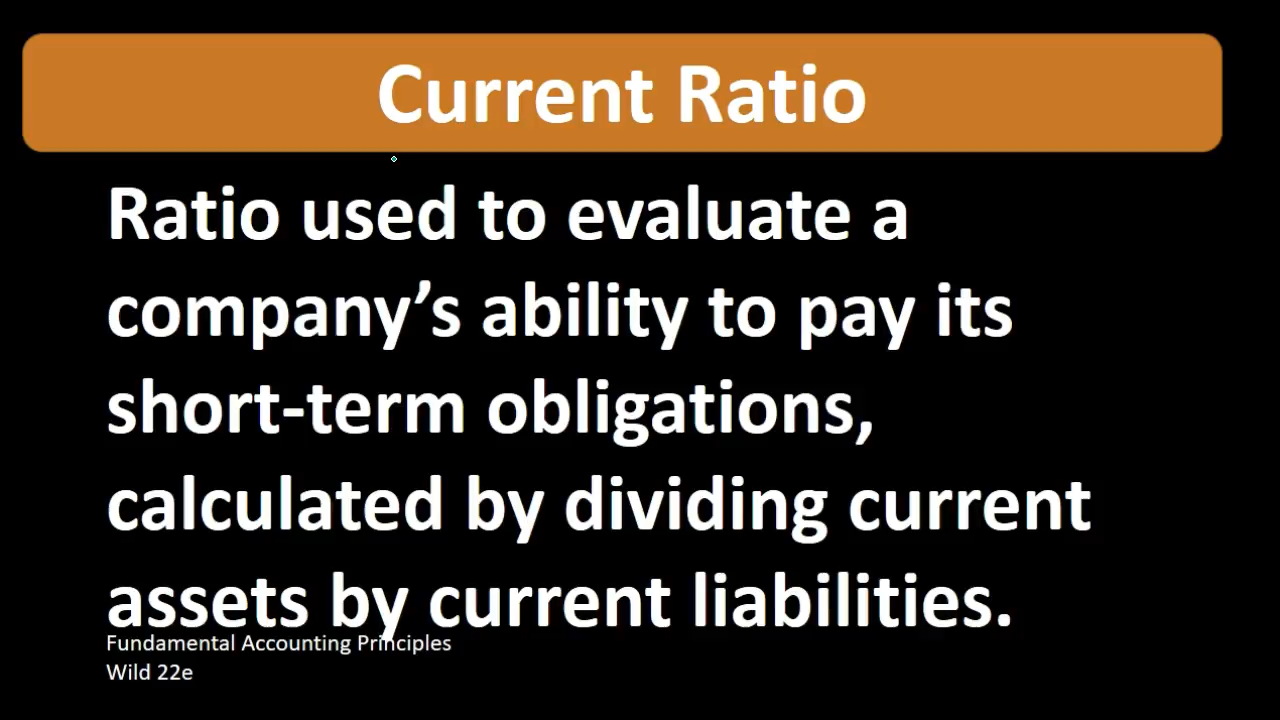 Current Ratio
Ratio used to evaluate a
company’s ability to pay its
short-term obligations,
calculated by dividing current
assets by current liabilities.
Fundamental Accounting Principles
Wild 22e